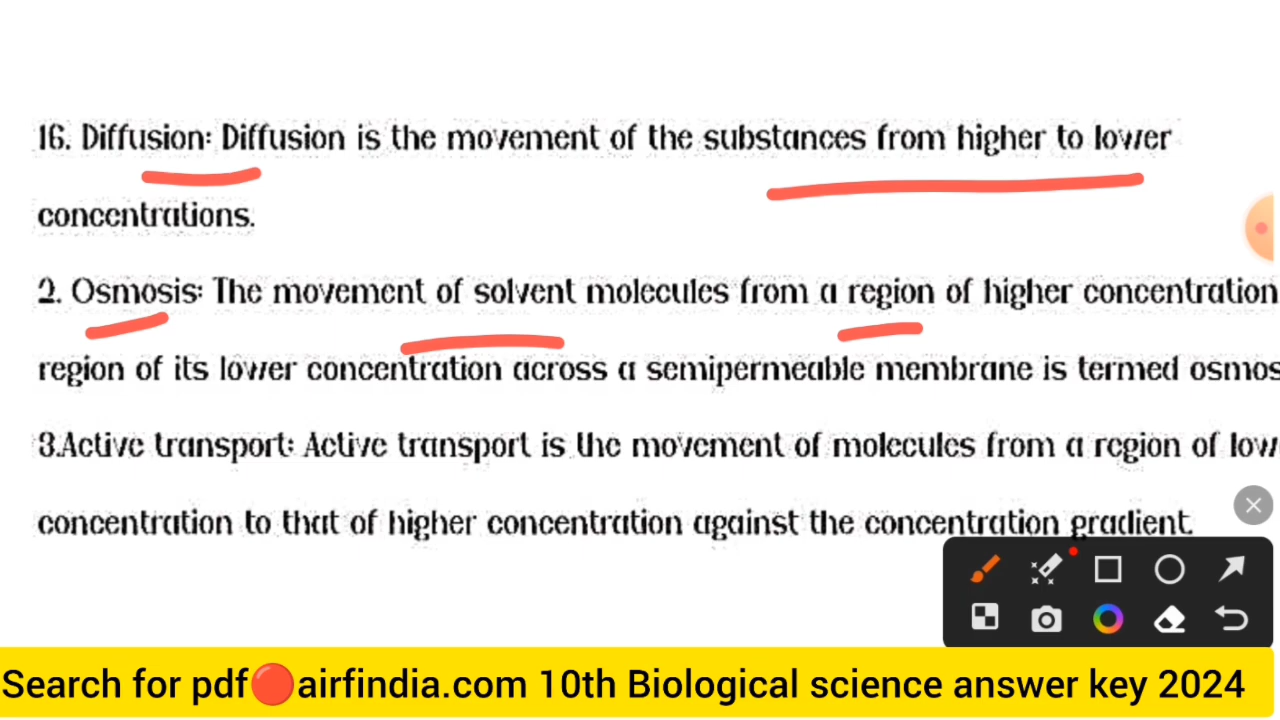 16. Diffusion: Diffusion is the movement of the substances from higher to lower
concentrations.
2. Osmosis: The movement of solvent molecules from a region of higher concentration
region of its lower concentration across a semipermeable membrane is termed osmos
3.Active transport: Active transport is the movement of molecules from a region of low
concentration to that of higher concentration against the concentration gradient.
Search for pdf🔴airfindia.com 10th Biological science answer key 2024